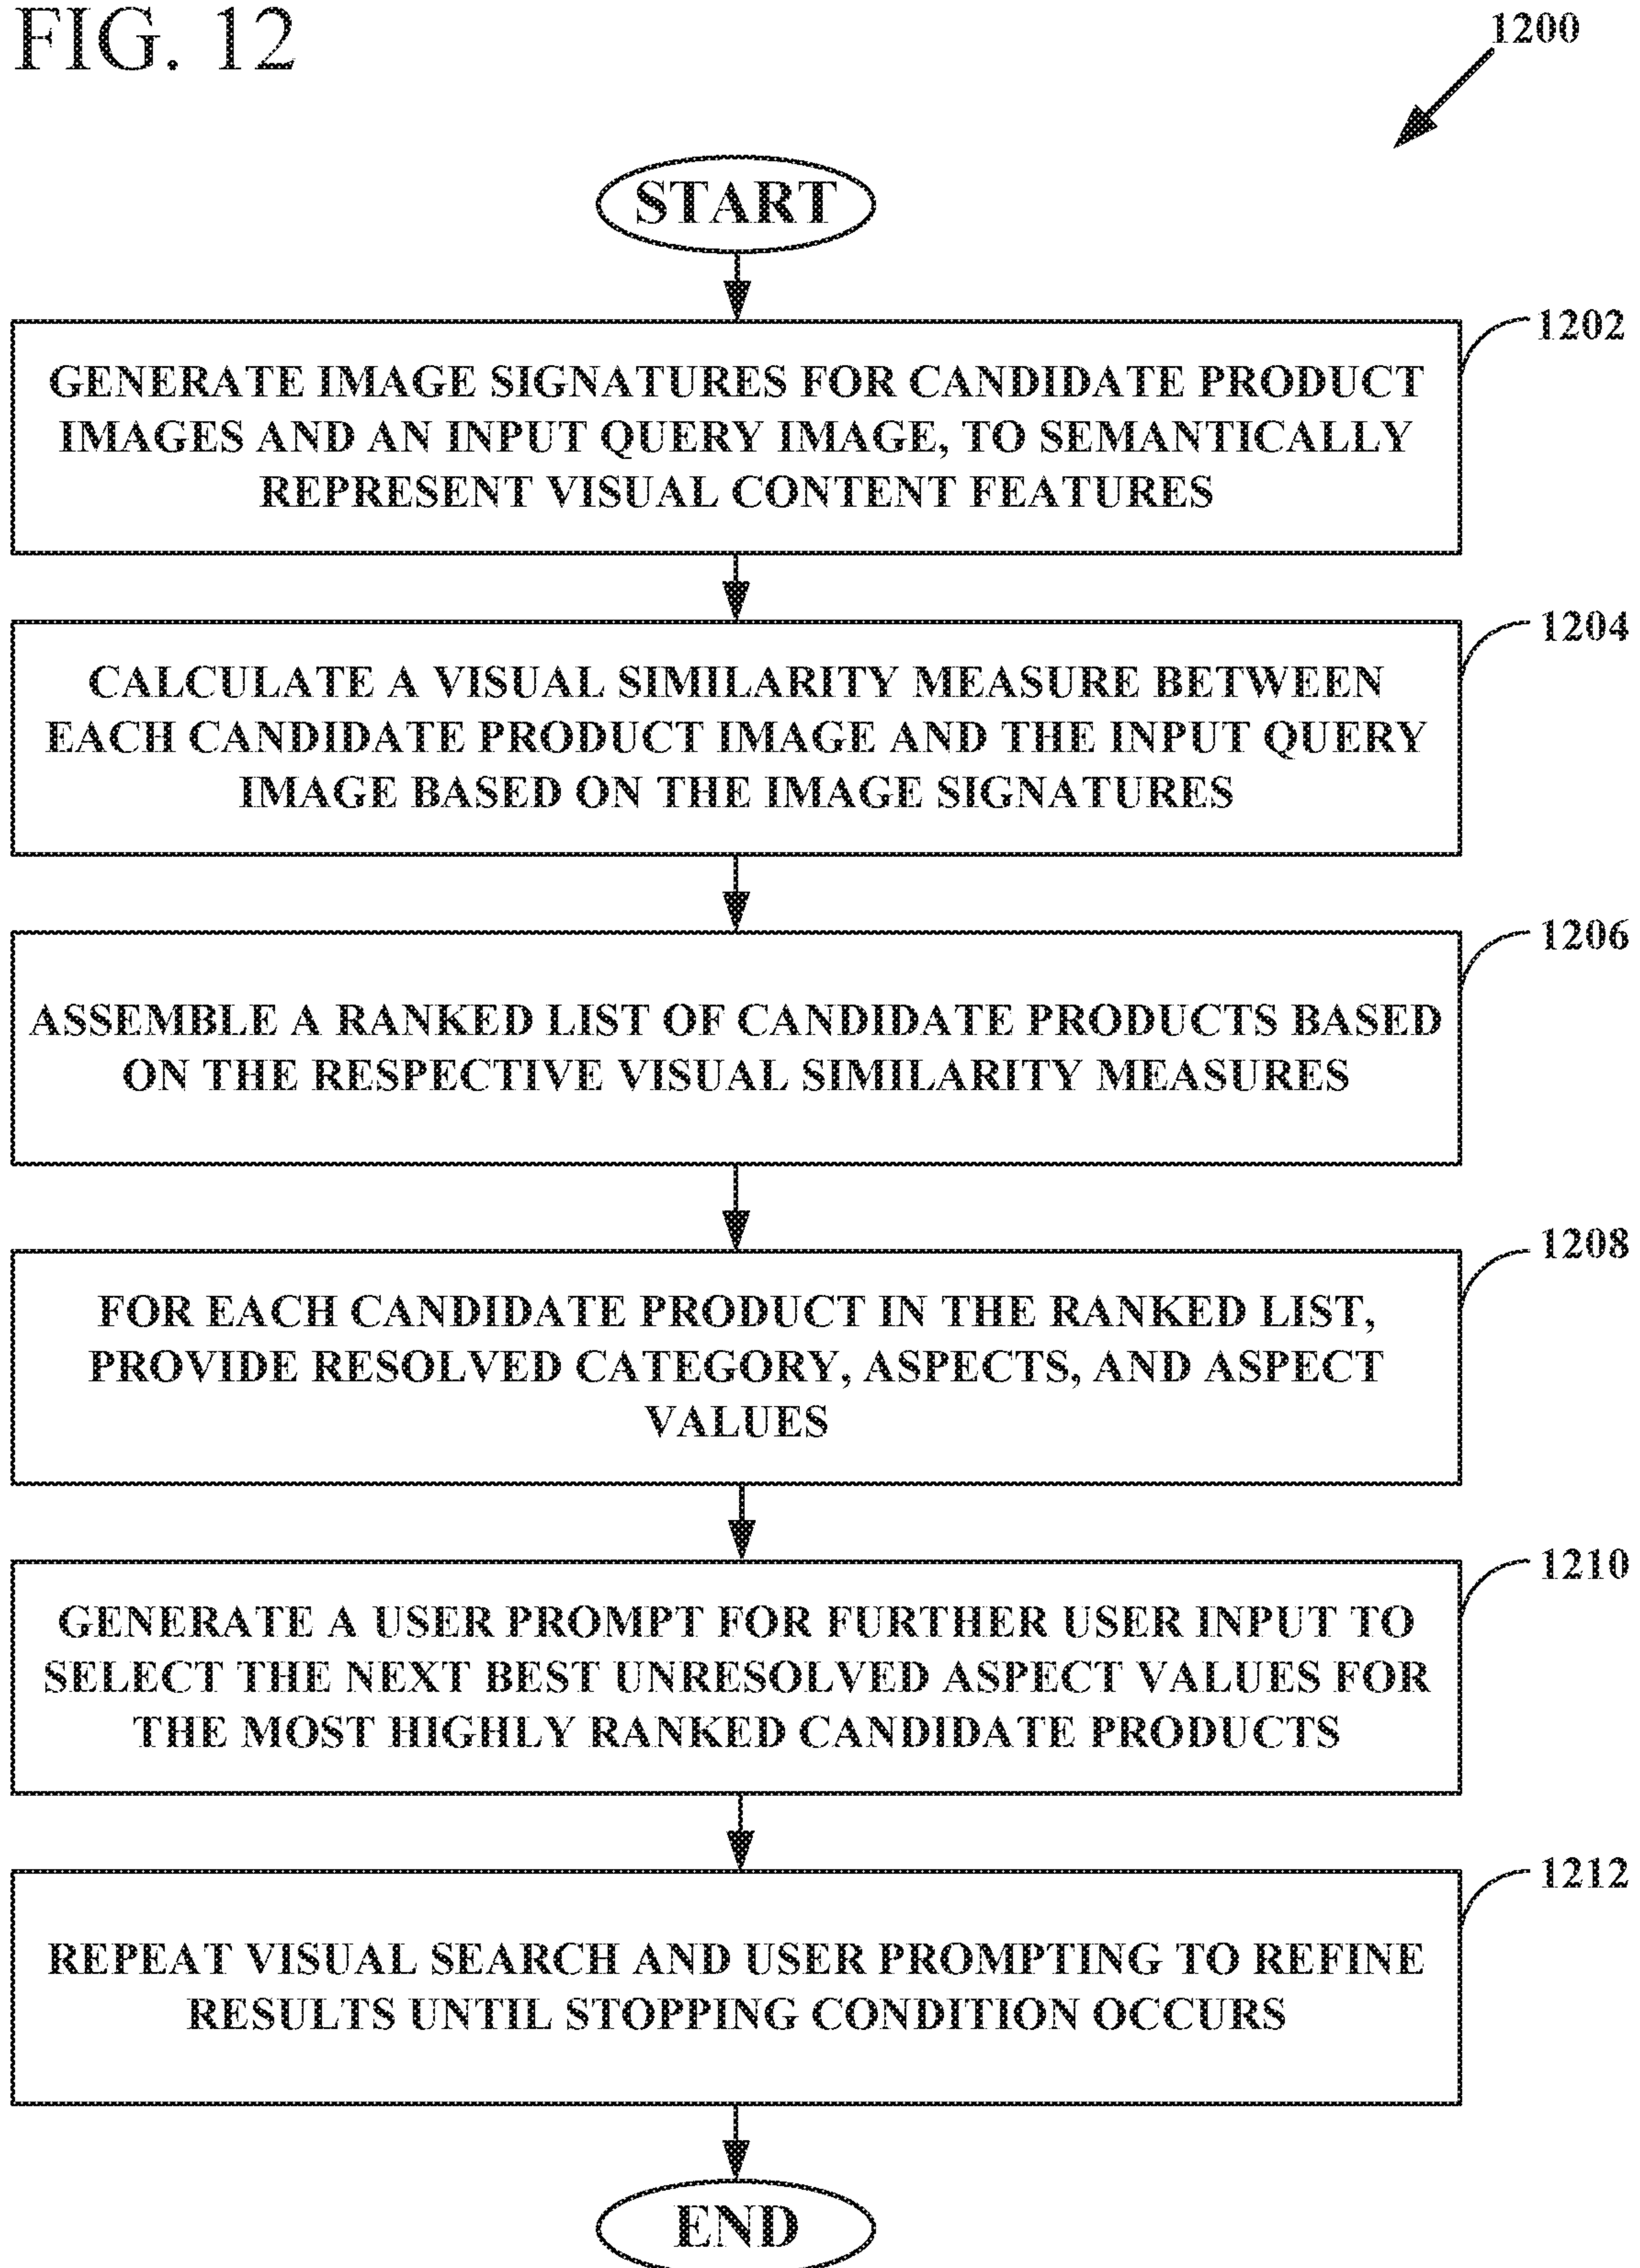 FIG. 12
1200
START
1202
GENERATE IMAGE SIGNATURES FOR CANDIDATE PRODUCT
IMAGES AND AN INPUT QUERY IMAGE, TO SEMANTICALLY
REPRESENT VISUAL CONTENT FEATURES
1204
CALCULATE A VISUAL SIMILARITY MEASURE BETWEEN
EACH CANDIDATE PRODUCT IMAGE AND THE INPUT QUERY
IMAGE BASED ON THE IMAGE SIGNATURES
1206
ASSEMBLE A RANKED LIST OF CANDIDATE PRODUCTS BASED
ON THE RESPECTIVE VISUAL SIMILARITY MEASURES
1208
FOR EACH CANDIDATE PRODUCT IN THE RANKED LIST,
PROVIDE RESOLVED CATEGORY, ASPECTS, AND ASPECT
VALUES
1210
GENERATE A USER PROMPT FOR FURTHER USER INPUT TO
SELECT THE NEXT BEST UNRESOLVED ASPECT VALUES FOR
THE MOST HIGHLY RANKED CANDIDATE PRODUCTS
1212
REPEAT VISUAL SEARCH AND USER PROMPTING TO REFINE
RESULTS UNTIL STOPPING CONDITION OCCURS
END